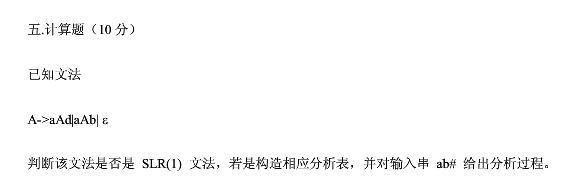 五.计算题（10 分）
已知文法
A->aAd|aAb| ε
判断该文法是否是 SLR(1) 文法，若是构造相应分析表，并对输入串 ab# 给出分析过程。